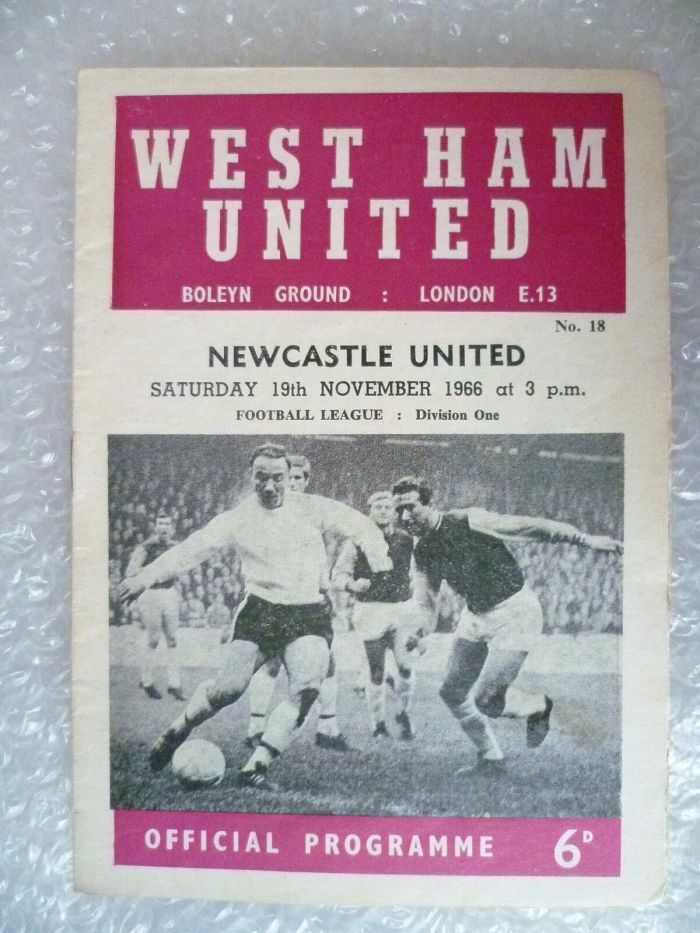 WEST HAM
UNITED
BOLEYN GROUND : LONDON E.13
No. 18
NEWCASTLE UNITED
SATURDAY 19th NOVEMBER 1966 at 3 p.m.
FOOTBALL LEAGUE : Division One
OFFICIAL PROGRAMME 6D